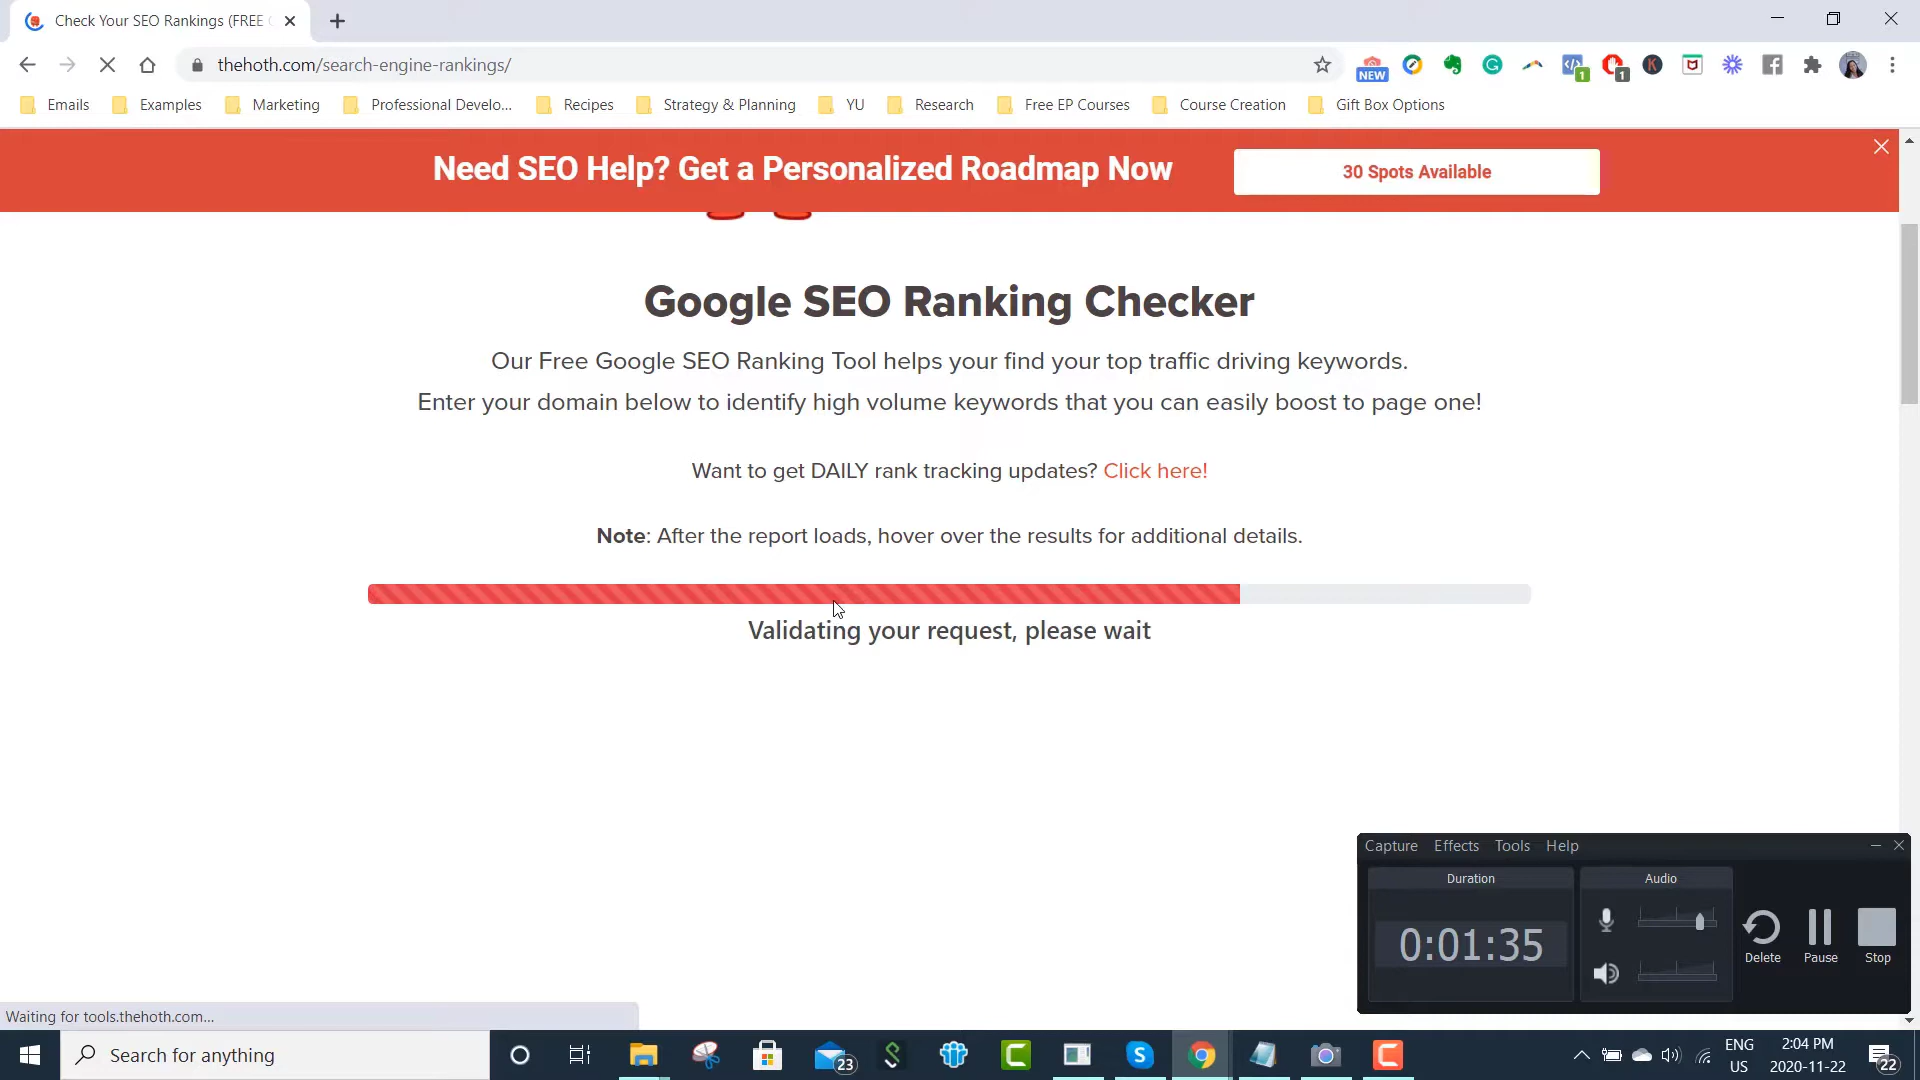 Check Your SEO Rankings (FREE
thehoth.com/search-engine-rankings/
NEW
1
1
Emails
Examples
Marketing
Professional Develo...
Recipes
Strategy & Planning
YU
Research
Free EP Courses
Course Creation
Gift Box Options
Need SEO Help? Get a Personalized Roadmap Now
30 Spots Available
Google SEO Ranking Checker
Our Free Google SEO Ranking Tool helps your find your top traffic driving keywords.
Enter your domain below to identify high volume keywords that you can easily boost to page one!
Want to get DAILY rank tracking updates? Click here!
Note: After the report loads, hover over the results for additional details.
Validating your request, please wait
Capture Effects Tools Help
Duration
Audio
0:01:35
Delete
Pause
Stop
Waiting for tools.thehoth.com...
Search for anything
23
ENG
US
2:04 PM
2020-11-22
22